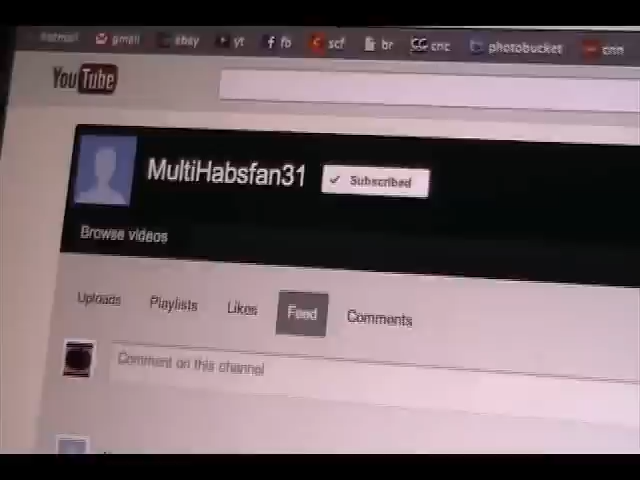 hotmail gmail ebay yt fb scf br CG cnc photobucket cnn
YouTube
MultiHabsfan31 ✓ Subscribed
Browse videos
Uploads Playlists Likes Feed Comments
Comment on this channel